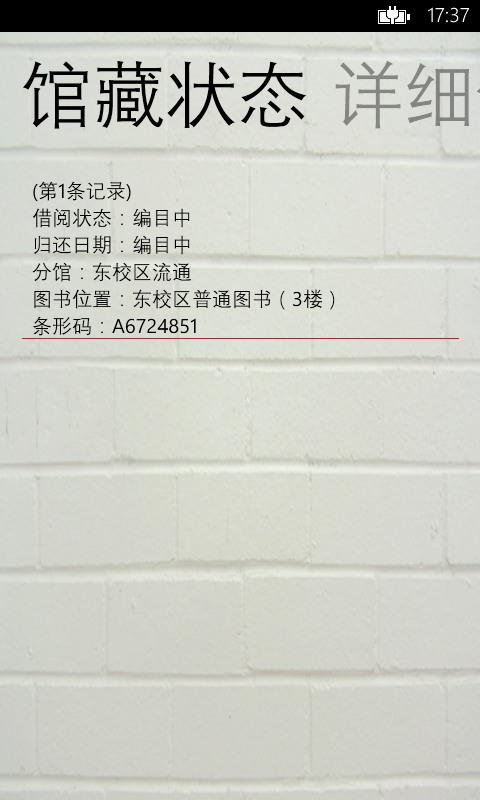 17:37
馆藏状态 详细
(第1条记录)
借阅状态：编目中
归还日期：编目中
分馆：东校区流通
图书位置：东校区普通图书（3楼）
条形码：A6724851